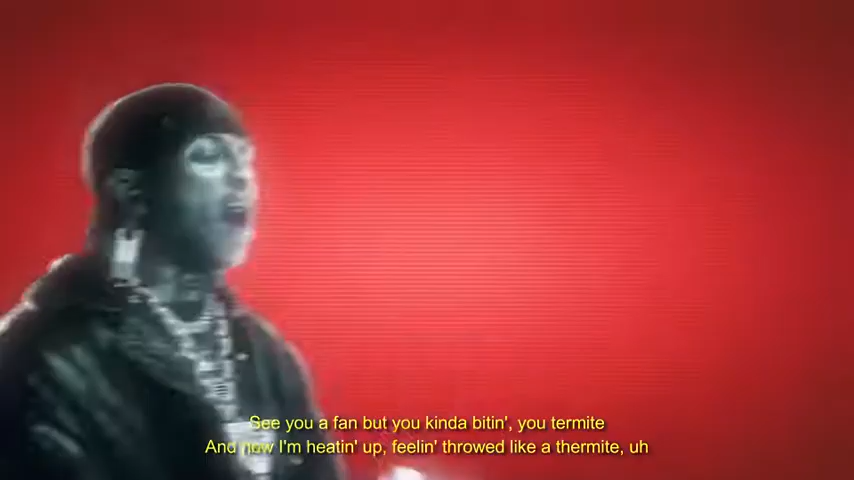 See you a fan but you kinda bitin', you termite
And now I'm heatin' up, feelin' throwed like a thermite, uh